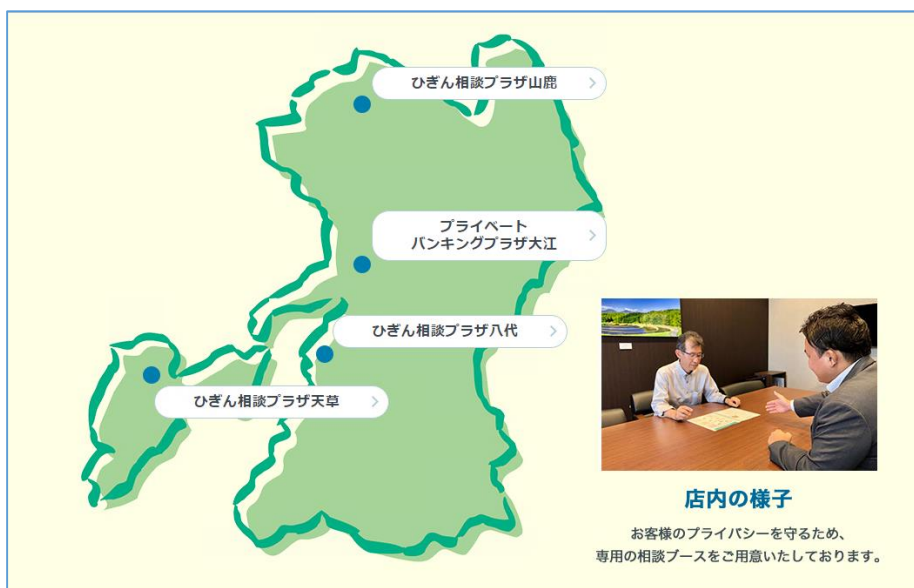 ひぎん相談プラザ山鹿
プライベート
バンキングプラザ大江
ひぎん相談プラザ八代
ひぎん相談プラザ天草
店内の様子
お客様のプライバシーを守るため、
専用の相談ブースをご用意いたしております。